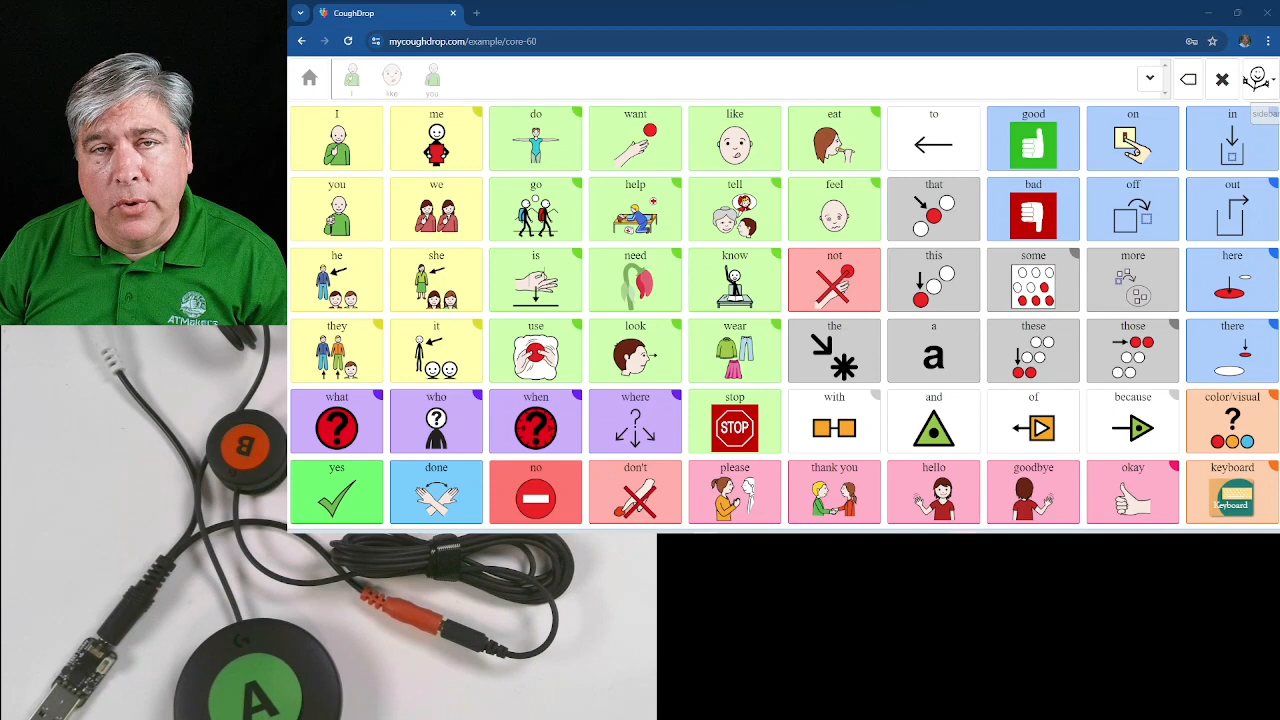 CoughDrop
mycoughdrop.com/example/core-60
i like you
I me do want like eat to good on in
you we go help tell feel that bad off out
he she is need know not this some more here
they it use look wear the a these those there
a
what who when where stop with and of because color/visual
STOP
yes done no don't please thank you hello goodbye okay keyboard
Keyboard
ATMakers
B
A